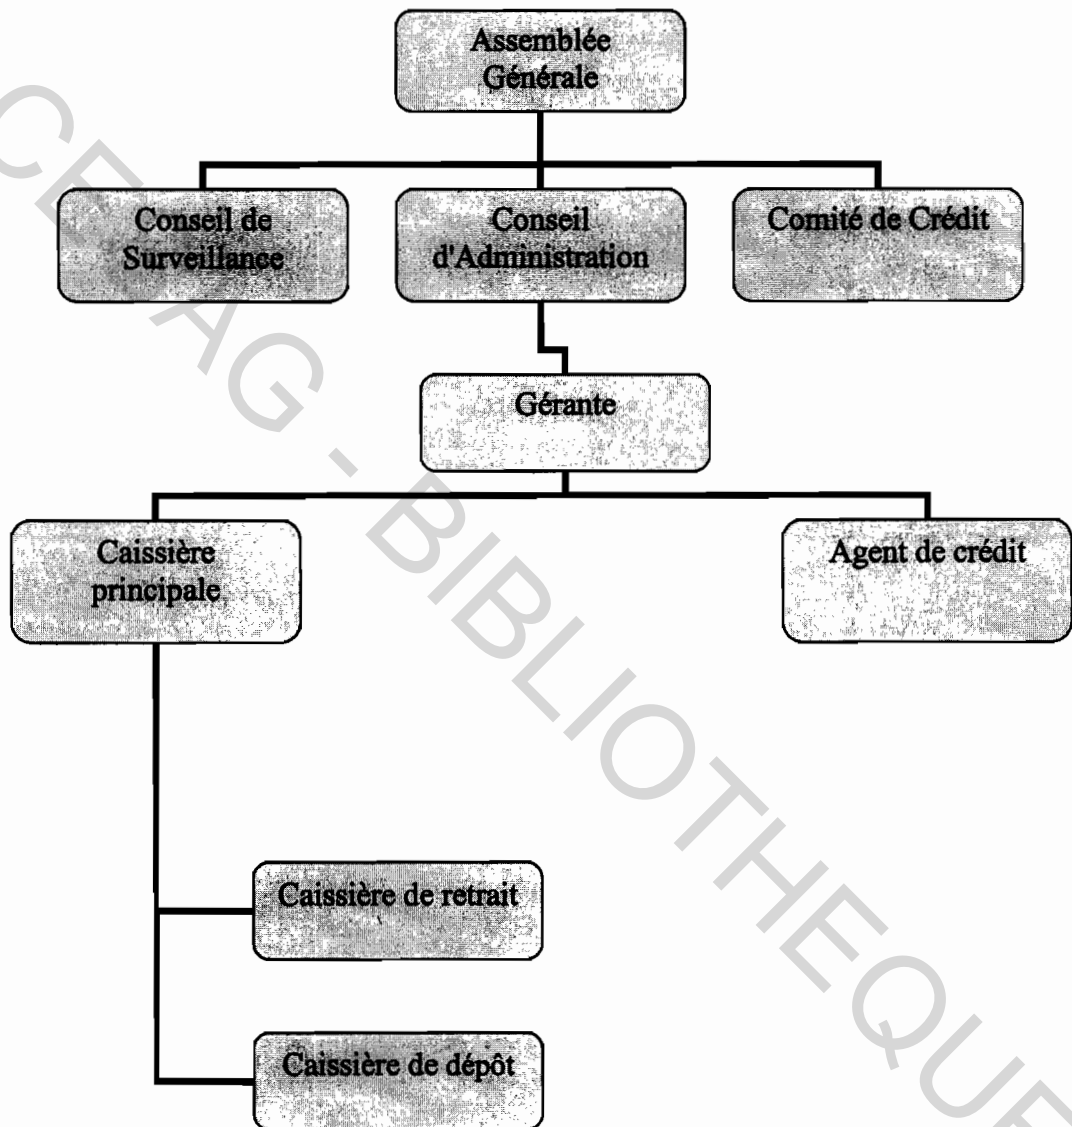 Assemblée
Générale
Conseil de
Surveillance
Conseil
d'Administration
Comité de Crédit
Gérante
Caissière
principale
Agent de crédit
Caissière de retrait
Caissière de dépôt
CESAG - BIBLIOTHEQUE